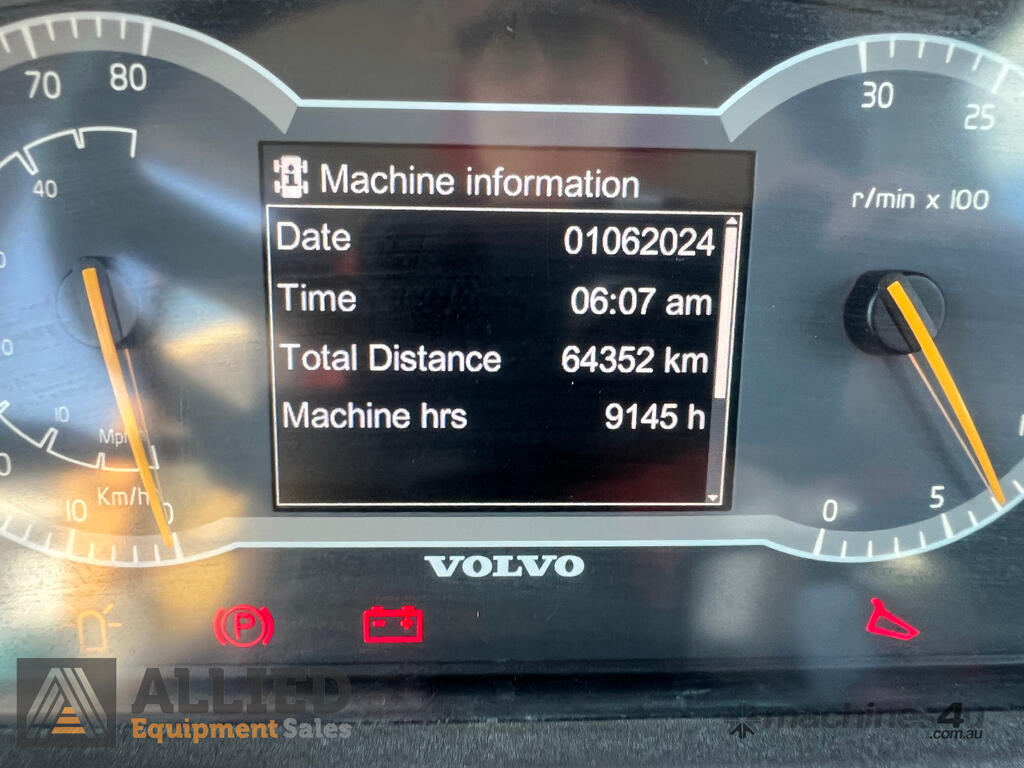 70 80
40
10
Km/h
10
0
Machine information
Date 01062024
Time 06:07 am
Total Distance 64352 km
Machine hrs 9145 h
30
25
r/min x 100
0 5
VOLVO
P
ALLIED
Equipment Sales
machines4u
.com.au